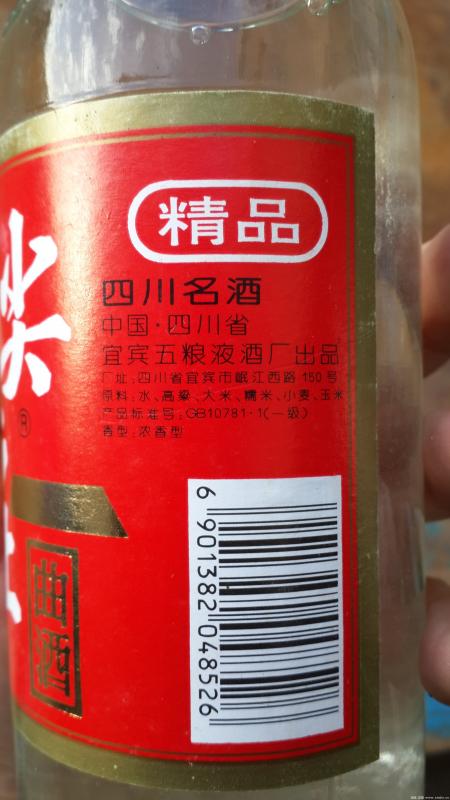 精品
四川名酒
中国·四川省
宜宾五粮液酒厂出品
厂址:四川省宜宾市岷江西路150号
原料:水、高粱、大米、糯米、小麦、玉米
产品标准号:GB10781·1(一级)
香型:浓香型
尖
®
曲酒
6 901382 048526